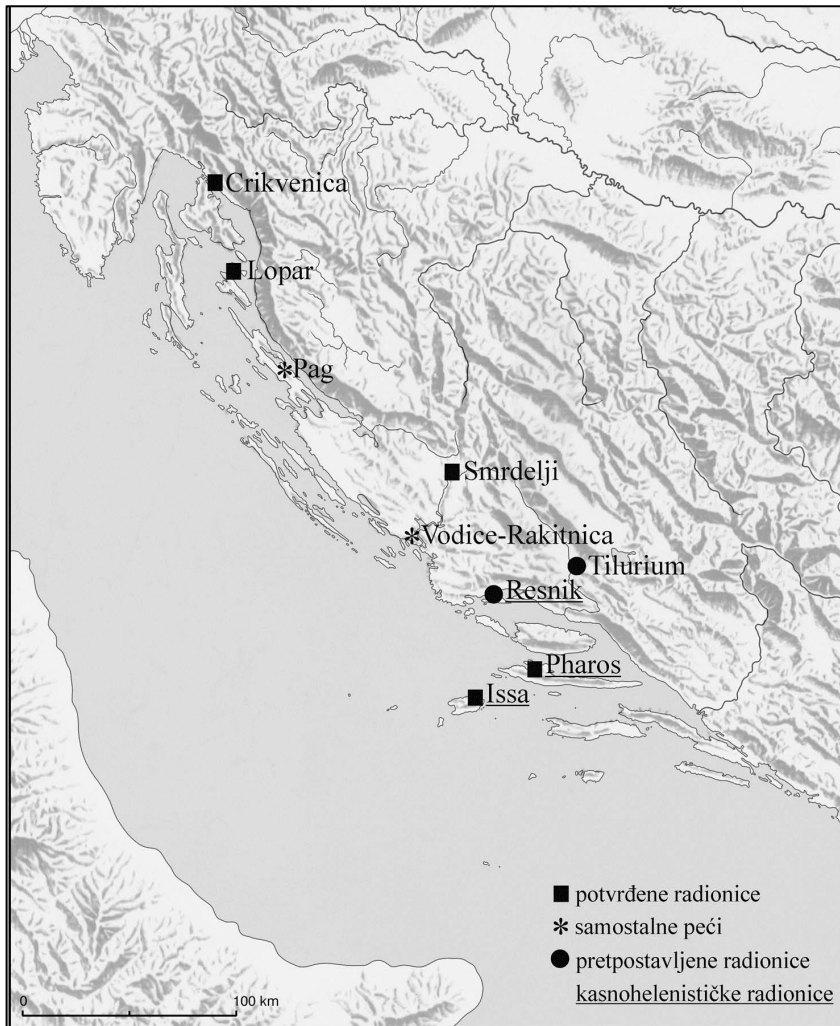 Crikvenica
Lopar
Pag
Smrdelji
Vodice-Rakitnica
Tilurium
Resnik
Pharos
Issa
potvrđene radionice
samostalne peći
pretpostavljene radionice
kasnohelenističke radionice
0 100 km